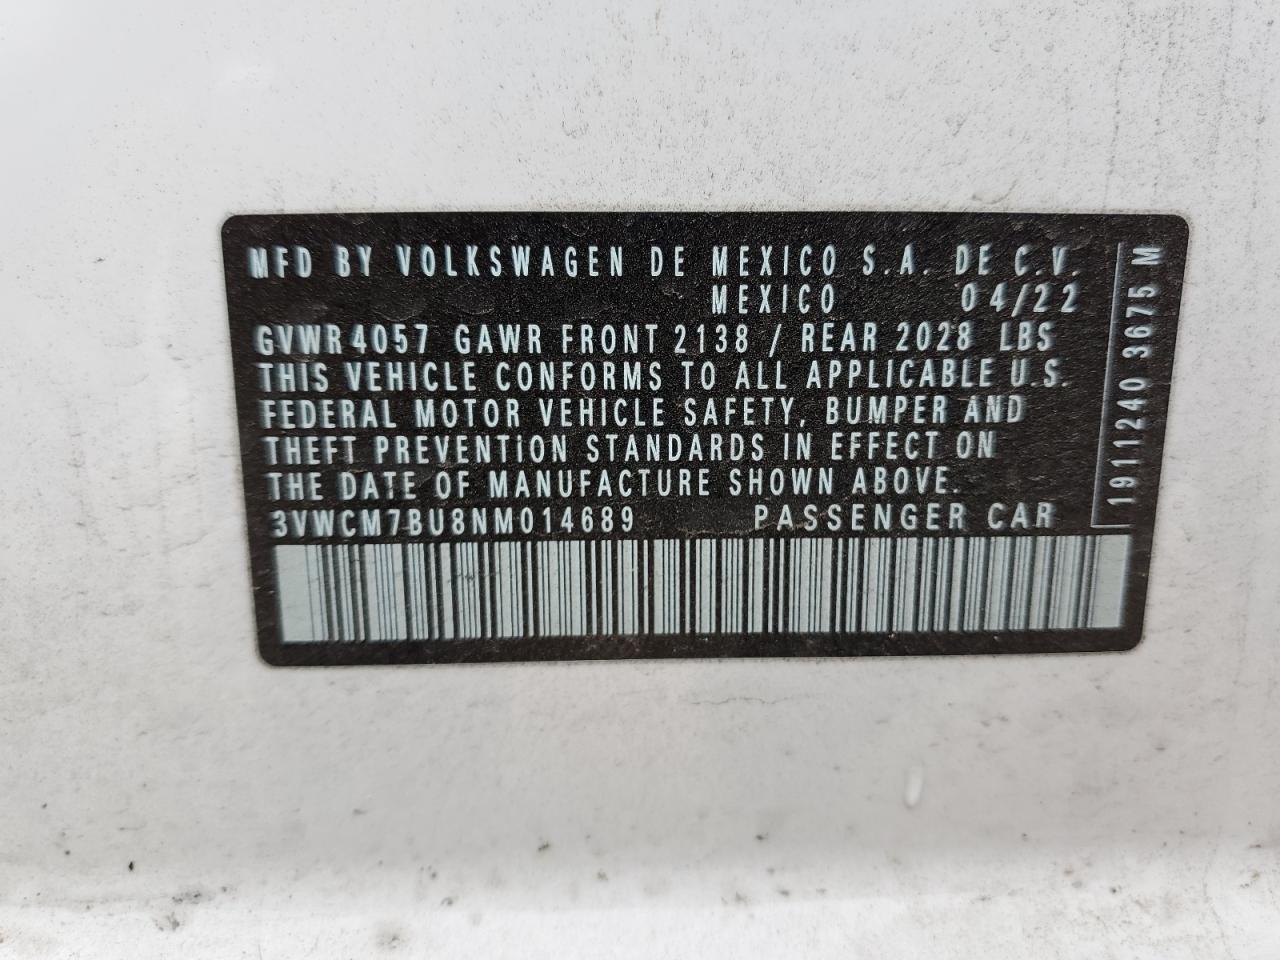 MFD BY VOLKSWAGEN DE MEXICO S.A. DE C.V.
MEXICO 04/22
GVWR 4057 GAWR FRONT 2138 / REAR 2028 LBS
THIS VEHICLE CONFORMS TO ALL APPLICABLE U.S.
FEDERAL MOTOR VEHICLE SAFETY, BUMPER AND
THEFT PREVENTION STANDARDS IN EFFECT ON
THE DATE OF MANUFACTURE SHOWN ABOVE.
3VWCM7BU8NM014689 PASSENGER CAR
1911240 3675 M